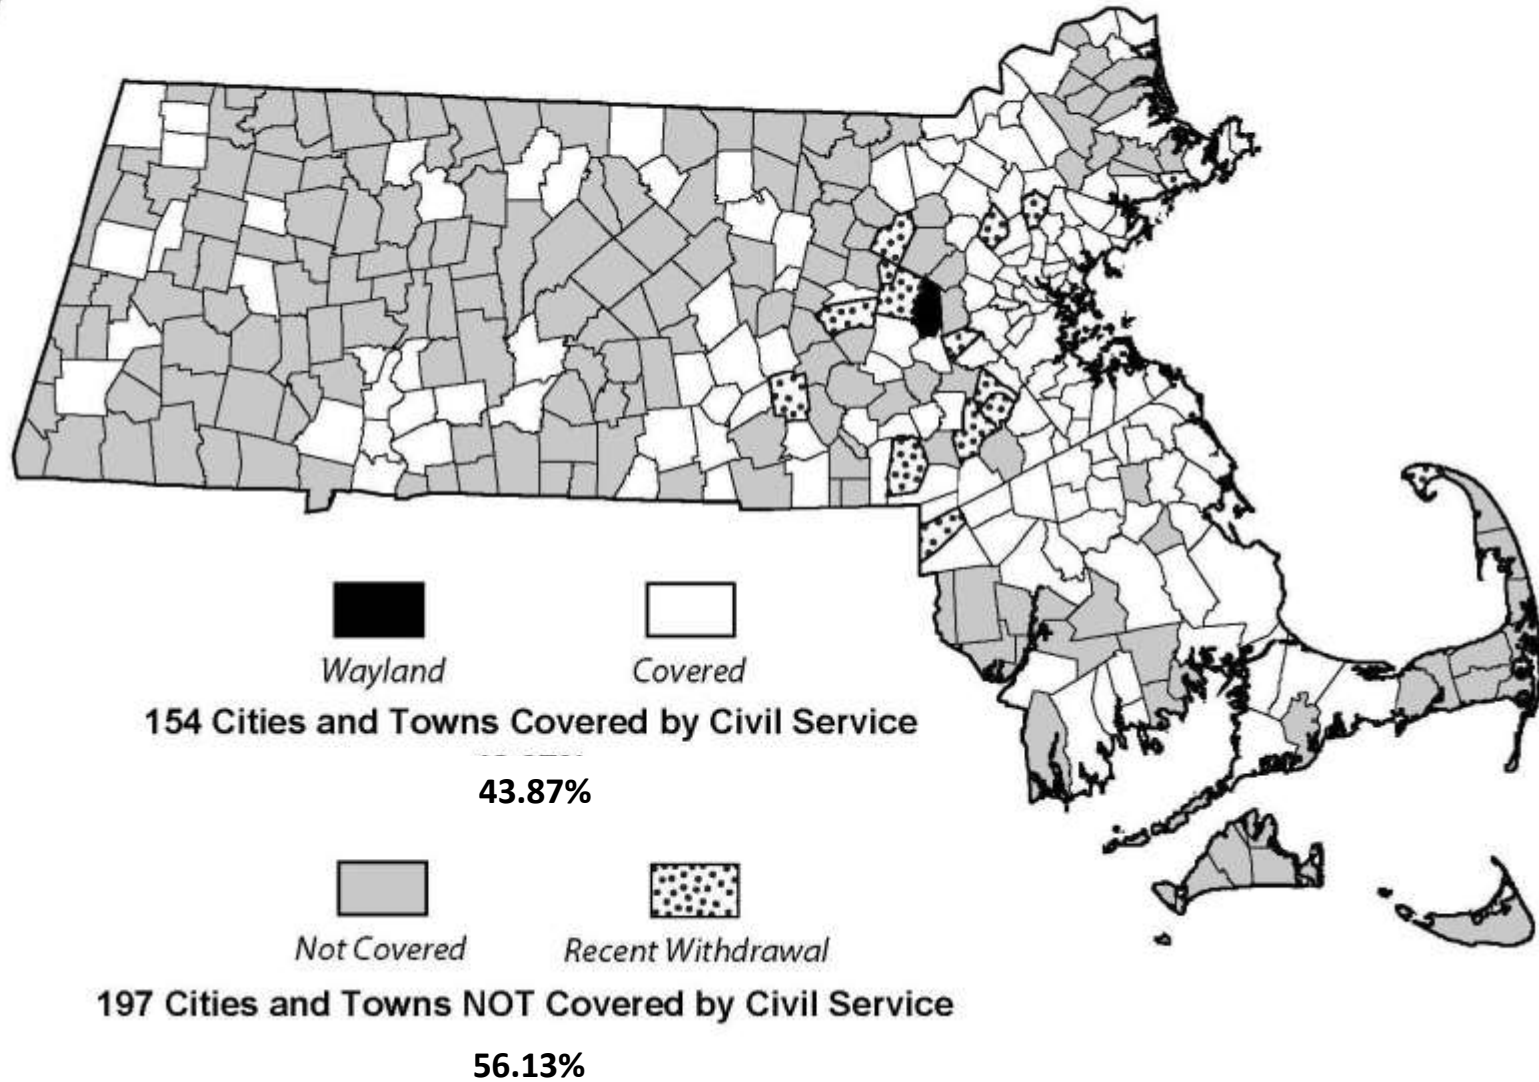 Wayland
Covered
154 Cities and Towns Covered by Civil Service
43.87%
Not Covered
Recent Withdrawal
197 Cities and Towns NOT Covered by Civil Service
56.13%